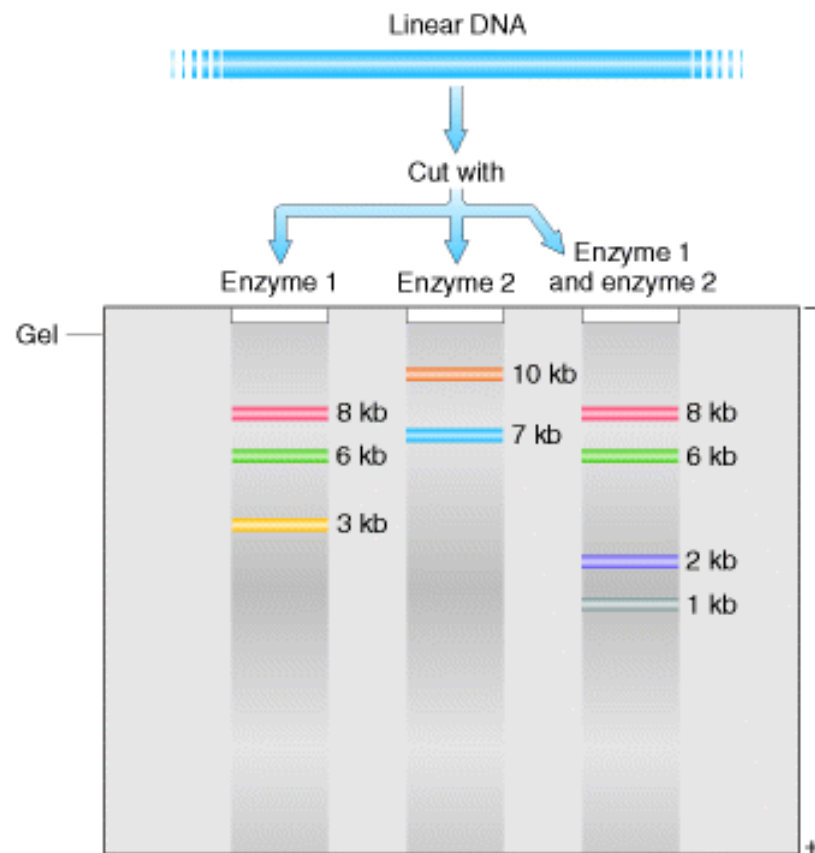 Linear DNA
Cut with
Enzyme 1
Enzyme 2
Enzyme 1
and enzyme 2
Gel
–
10 kb
8 kb
7 kb
8 kb
6 kb
6 kb
3 kb
2 kb
1 kb
+